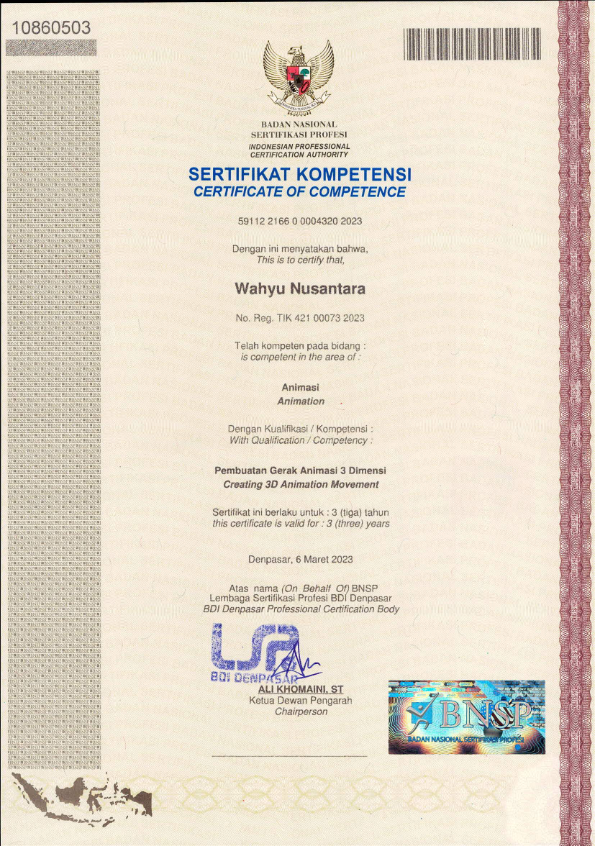 10860503
BADAN NASIONAL
SERTIFIKASI PROFESI
INDONESIAN PROFESSIONAL
CERTIFICATION AUTHORITY
SERTIFIKAT KOMPETENSI
CERTIFICATE OF COMPETENCE
59112 2166 0 0004320 2023
Dengan ini menyatakan bahwa,
This is to certify that,
Wahyu Nusantara
No. Reg. TIK 421 00073 2023
Telah kompeten pada bidang :
is competent in the area of :
Animasi
Animation
Dengan Kualifikasi / Kompetensi :
With Qualification / Competency :
Pembuatan Gerak Animasi 3 Dimensi
Creating 3D Animation Movement
Sertifikat ini berlaku untuk : 3 (tiga) tahun
this certificate is valid for : 3 (three) years
Denpasar, 6 Maret 2023
Atas nama (On Behalf Of) BNSP
Lembaga Sertifikasi Profesi BDI Denpasar
BDI Denpasar Professional Certification Body
LSP
BDI DENPASAR
ALI KHOMAINI, ST
Ketua Dewan Pengarah
Chairperson
BNSP
BADAN NASIONAL SERTIFIKASI PROFESI